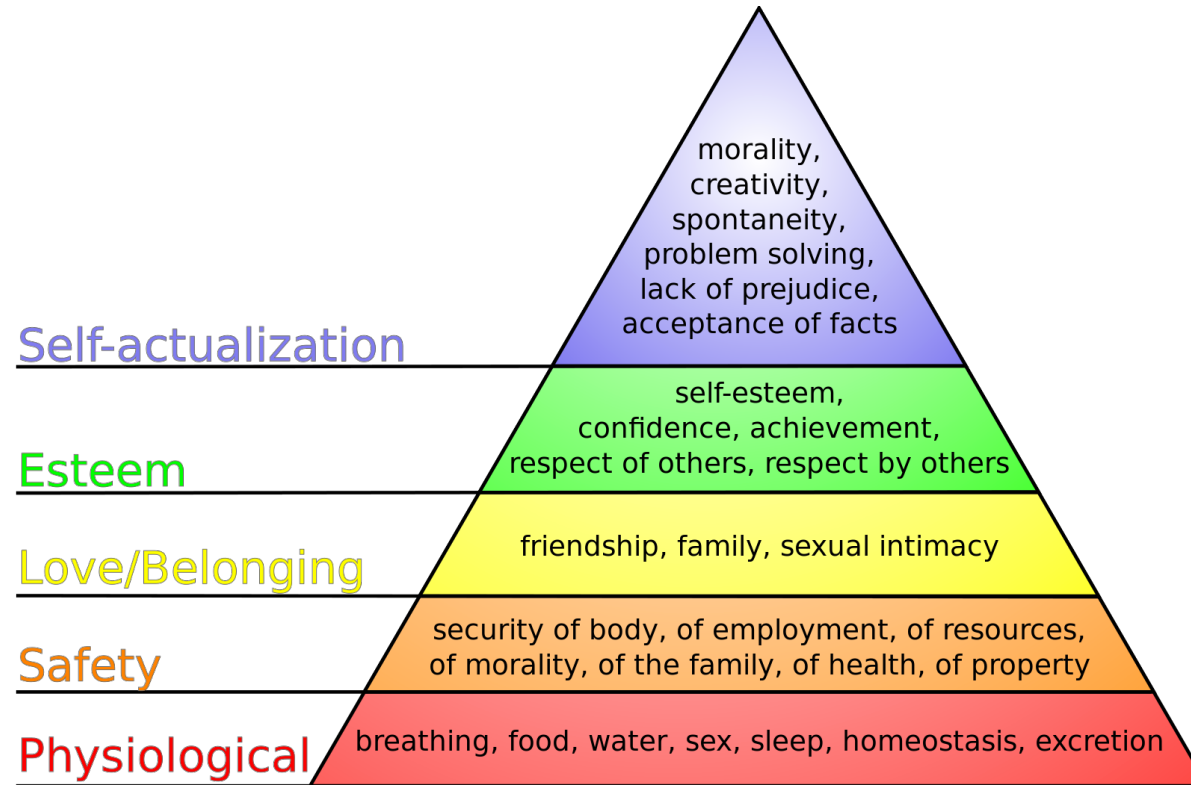 morality,
creativity,
spontaneity,
problem solving,
lack of prejudice,
acceptance of facts
Self-actualization
self-esteem,
confidence, achievement,
respect of others, respect by others
Esteem
friendship, family, sexual intimacy
Love/Belonging
security of body, of employment, of resources,
of morality, of the family, of health, of property
Safety
breathing, food, water, sex, sleep, homeostasis, excretion
Physiological